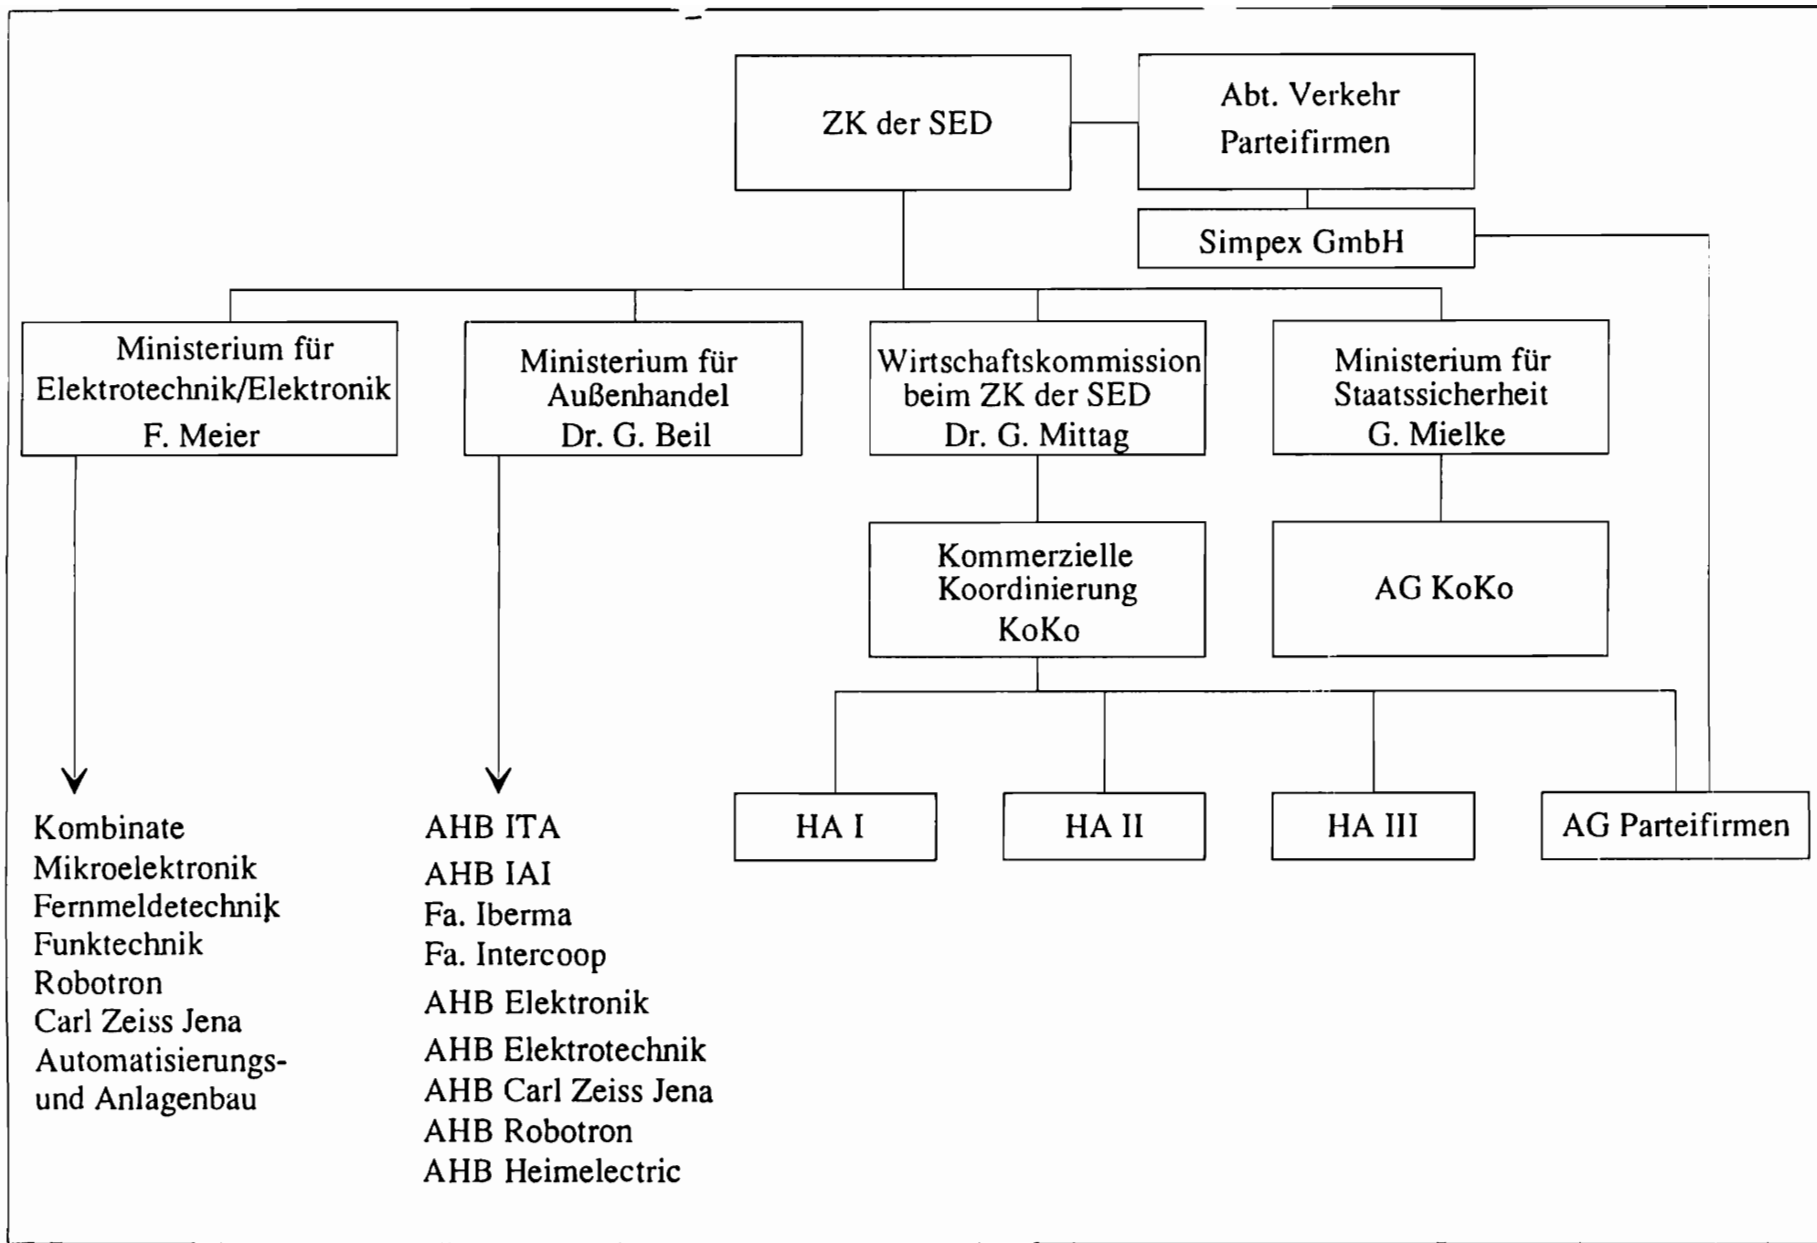 ZK der SED
Abt. Verkehr
Parteifirmen
Simpex GmbH
Ministerium für
Elektrotechnik/Elektronik
F. Meier
Ministerium für
Außenhandel
Dr. G. Beil
Wirtschaftskommission
beim ZK der SED
Dr. G. Mittag
Ministerium für
Staatssicherheit
G. Mielke
Kommerzielle
Koordinierung
KoKo
AG KoKo
HA I
HA II
HA III
AG Parteifirmen
Kombinate
Mikroelektronik
Fernmeldetechnik
Funktechnik
Robotron
Carl Zeiss Jena
Automatisierungs-
und Anlagenbau
AHB ITA
AHB IAI
Fa. Iberma
Fa. Intercoop
AHB Elektronik
AHB Elektrotechnik
AHB Carl Zeiss Jena
AHB Robotron
AHB Heimelectric